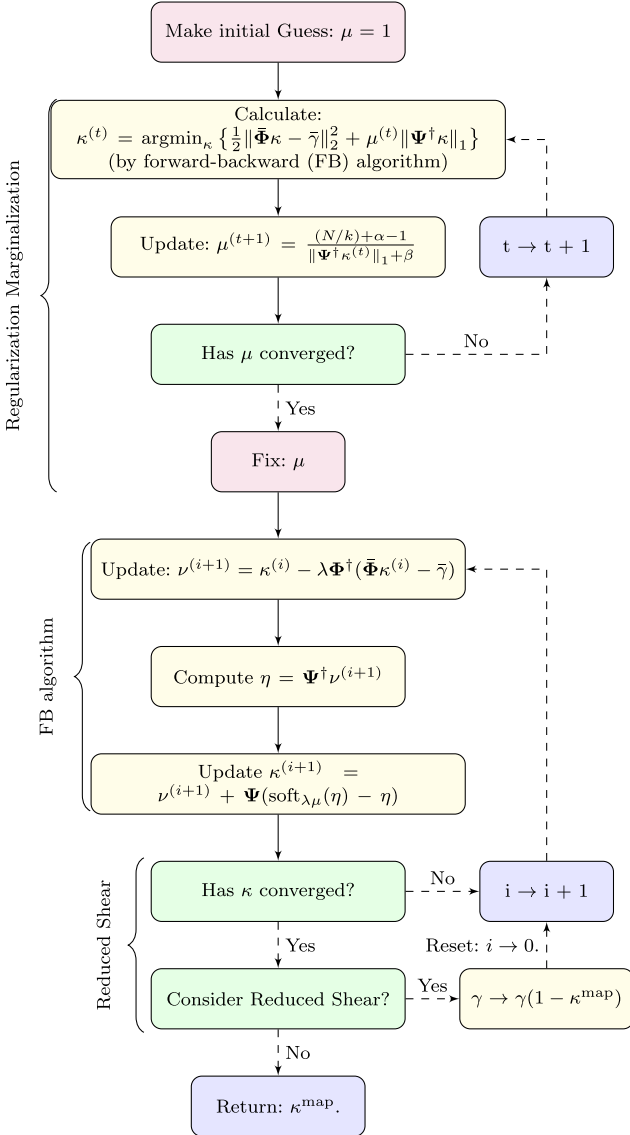 Make initial Guess: μ = 1
Calculate:
κ^(t) = argmin_κ {½‖Φ̄κ − γ̄‖₂² + μ^(t)‖Ψ†κ‖₁}
(by forward-backward (FB) algorithm)
Regularization Marginalization
Update: μ^(t+1) = ((N/k)+α−1)/(‖Ψ†κ^(t)‖₁+β)
t → t + 1
Has μ converged?
No
Yes
Fix: μ
Update: ν^(i+1) = κ^(i) − λΦ†(Φ̄κ^(i) − γ̄)
FB algorithm
Compute η = Ψ†ν^(i+1)
Update κ^(i+1) =
ν^(i+1) + Ψ(soft_λμ(η) − η)
Has κ converged?
No
i → i + 1
Reduced Shear
Yes
Reset: i → 0.
Consider Reduced Shear?
Yes
γ → γ(1 − κ^map)
No
Return: κ^map.